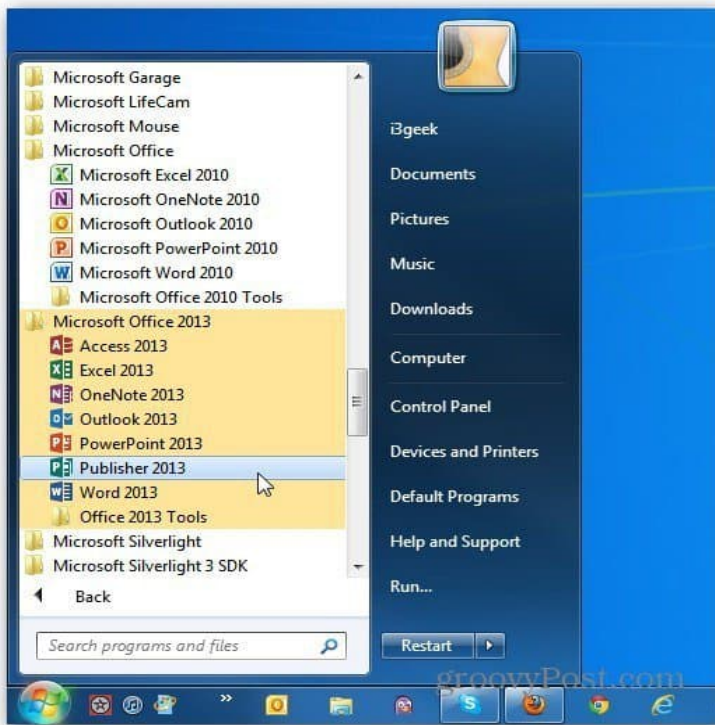 Microsoft Garage
Microsoft LifeCam
Microsoft Mouse
Microsoft Office
Microsoft Excel 2010
Microsoft OneNote 2010
Microsoft Outlook 2010
Microsoft PowerPoint 2010
Microsoft Word 2010
Microsoft Office 2010 Tools
Microsoft Office 2013
Access 2013
Excel 2013
OneNote 2013
Outlook 2013
PowerPoint 2013
Publisher 2013
Word 2013
Office 2013 Tools
Microsoft Silverlight
Microsoft Silverlight 3 SDK
Back
Search programs and files
i3geek
Documents
Pictures
Music
Downloads
Computer
Control Panel
Devices and Printers
Default Programs
Help and Support
Run...
Restart
groovyPost.com